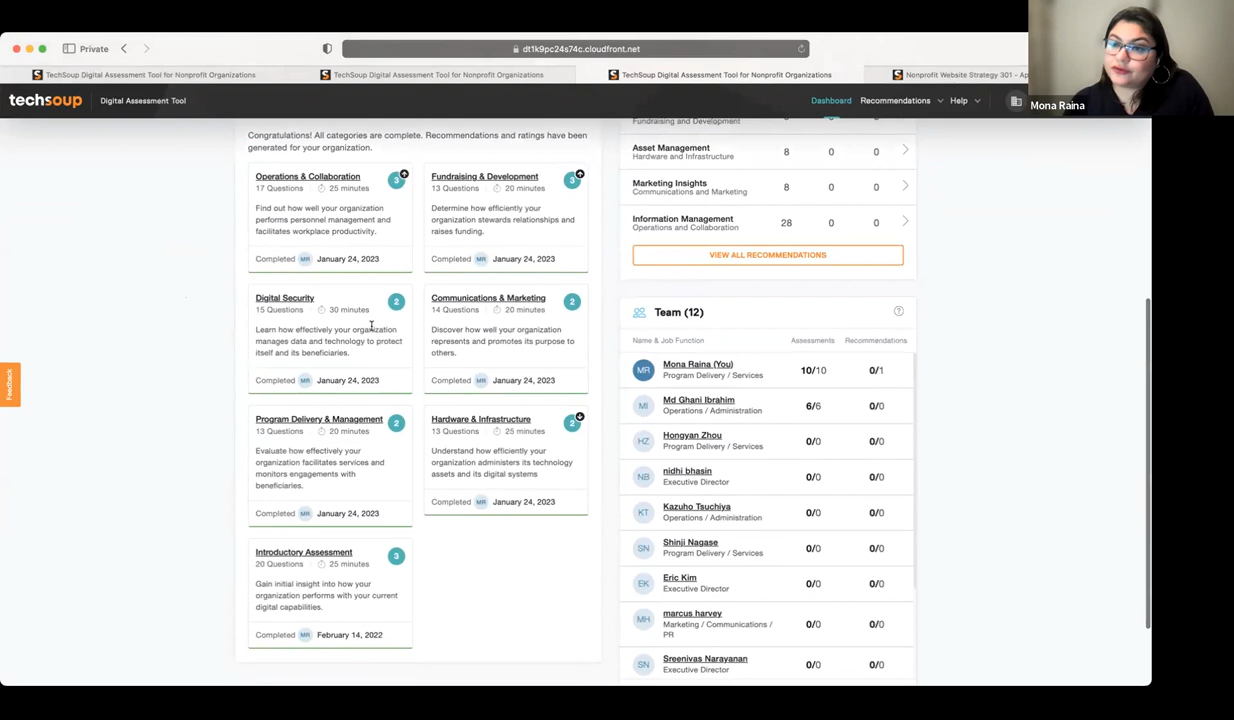 Private
dt1k9pc24s74c.cloudfront.net
S TechSoup Digital Assessment Tool for Nonprofit Organizations
S TechSoup Digital Assessment Tool for Nonprofit Organizations
S TechSoup Digital Assessment Tool for Nonprofit Organizations
S Nonprofit Website Strategy 301 - Ap
Mona Raina
techsoup
Digital Assessment Tool
Dashboard
Recommendations
Help
Congratulations! All categories are complete. Recommendations and ratings have been
generated for your organization.
Operations & Collaboration
3
17 Questions
25 minutes
Find out how well your organization
performs personnel management and
facilitates workplace productivity.
Completed MR January 24, 2023
Fundraising & Development
3
13 Questions
20 minutes
Determine how efficiently your
organization stewards relationships and
raises funding.
Completed MR January 24, 2023
Digital Security
2
15 Questions
30 minutes
Learn how effectively your organization
manages data and technology to protect
itself and its beneficiaries.
Completed MR January 24, 2023
Communications & Marketing
2
14 Questions
20 minutes
Discover how well your organization
represents and promotes its purpose to
others.
Completed MR January 24, 2023
Program Delivery & Management
2
13 Questions
20 minutes
Evaluate how effectively your
organization facilitates services and
monitors engagements with
beneficiaries.
Completed MR January 24, 2023
Hardware & Infrastructure
2
13 Questions
25 minutes
Understand how efficiently your
organization administers its technology
assets and its digital systems
Completed MR January 24, 2023
Introductory Assessment
3
20 Questions
25 minutes
Gain initial insight into how your
organization performs with your current
digital capabilities.
Completed MR February 14, 2022
Feedback
Fundraising and Development
Asset Management 8 0 0
Hardware and Infrastructure
Marketing Insights 8 0 0
Communications and Marketing
Information Management 28 0 0
Operations and Collaboration
VIEW ALL RECOMMENDATIONS
Team (12)
?
Name & Job Function Assessments Recommendations
MR Mona Raina (You) 10/10 0/1
Program Delivery / Services
MI Md Ghani Ibrahim 6/6 0/0
Operations / Administration
HZ Hongyan Zhou 0/0 0/0
Program Delivery / Services
NB nidhi bhasin 0/0 0/0
Executive Director
KT Kazuho Tsuchiya 0/0 0/0
Operations / Administration
SN Shinji Nagase 0/0 0/0
Program Delivery / Services
EK Eric Kim 0/0 0/0
Executive Director
MH marcus harvey 0/0 0/0
Marketing / Communications /
PR
SN Sreenivas Narayanan 0/0 0/0
Executive Director